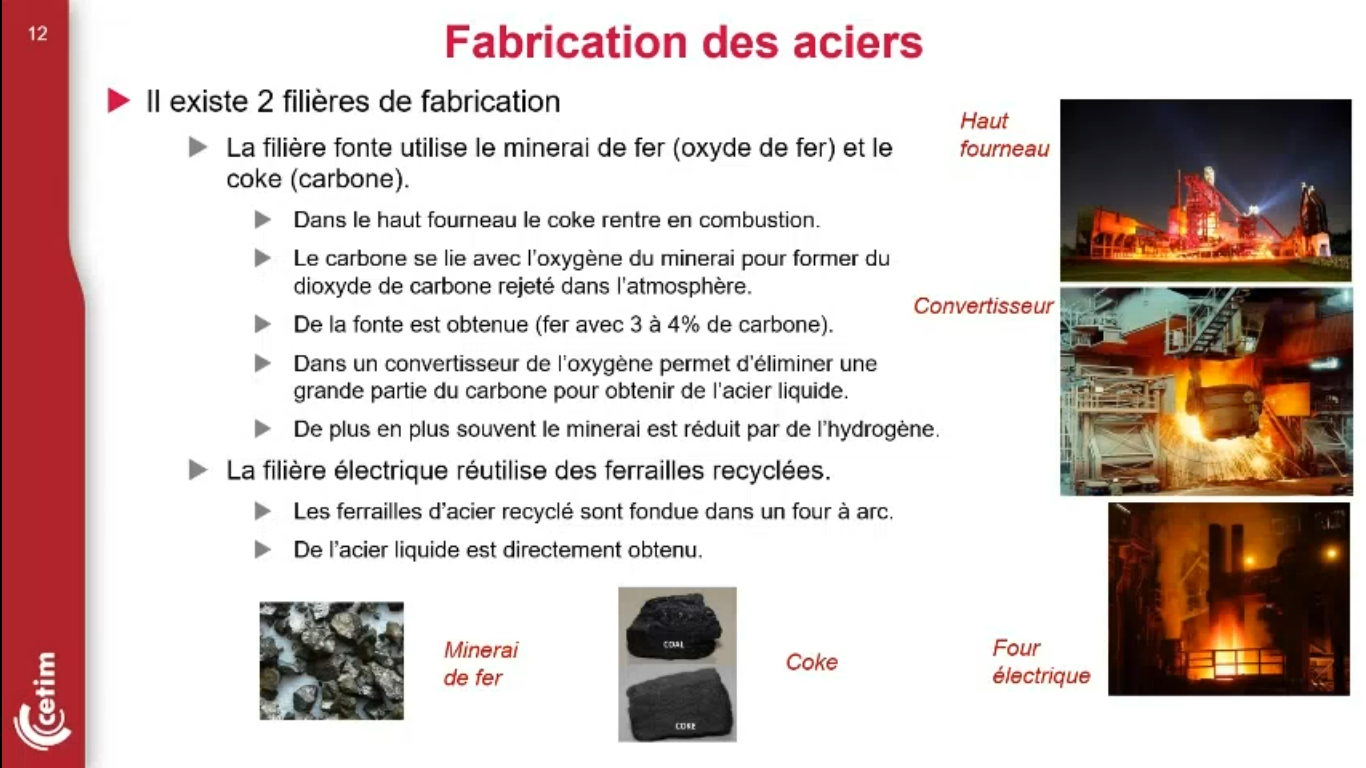 12
Fabrication des aciers
Il existe 2 filières de fabrication
La filière fonte utilise le minerai de fer (oxyde de fer) et le
coke (carbone).
Dans le haut fourneau le coke rentre en combustion.
Le carbone se lie avec l'oxygène du minerai pour former du
dioxyde de carbone rejeté dans l'atmosphère.
De la fonte est obtenue (fer avec 3 à 4% de carbone).
Dans un convertisseur de l'oxygène permet d'éliminer une
grande partie du carbone pour obtenir de l'acier liquide.
De plus en plus souvent le minerai est réduit par de l'hydrogène.
La filière électrique réutilise des ferrailles recyclées.
Les ferrailles d'acier recyclé sont fondue dans un four à arc.
De l'acier liquide est directement obtenu.
Haut
fourneau
Convertisseur
Minerai
de fer
COAL
COKE
Coke
Four
électrique
cetim